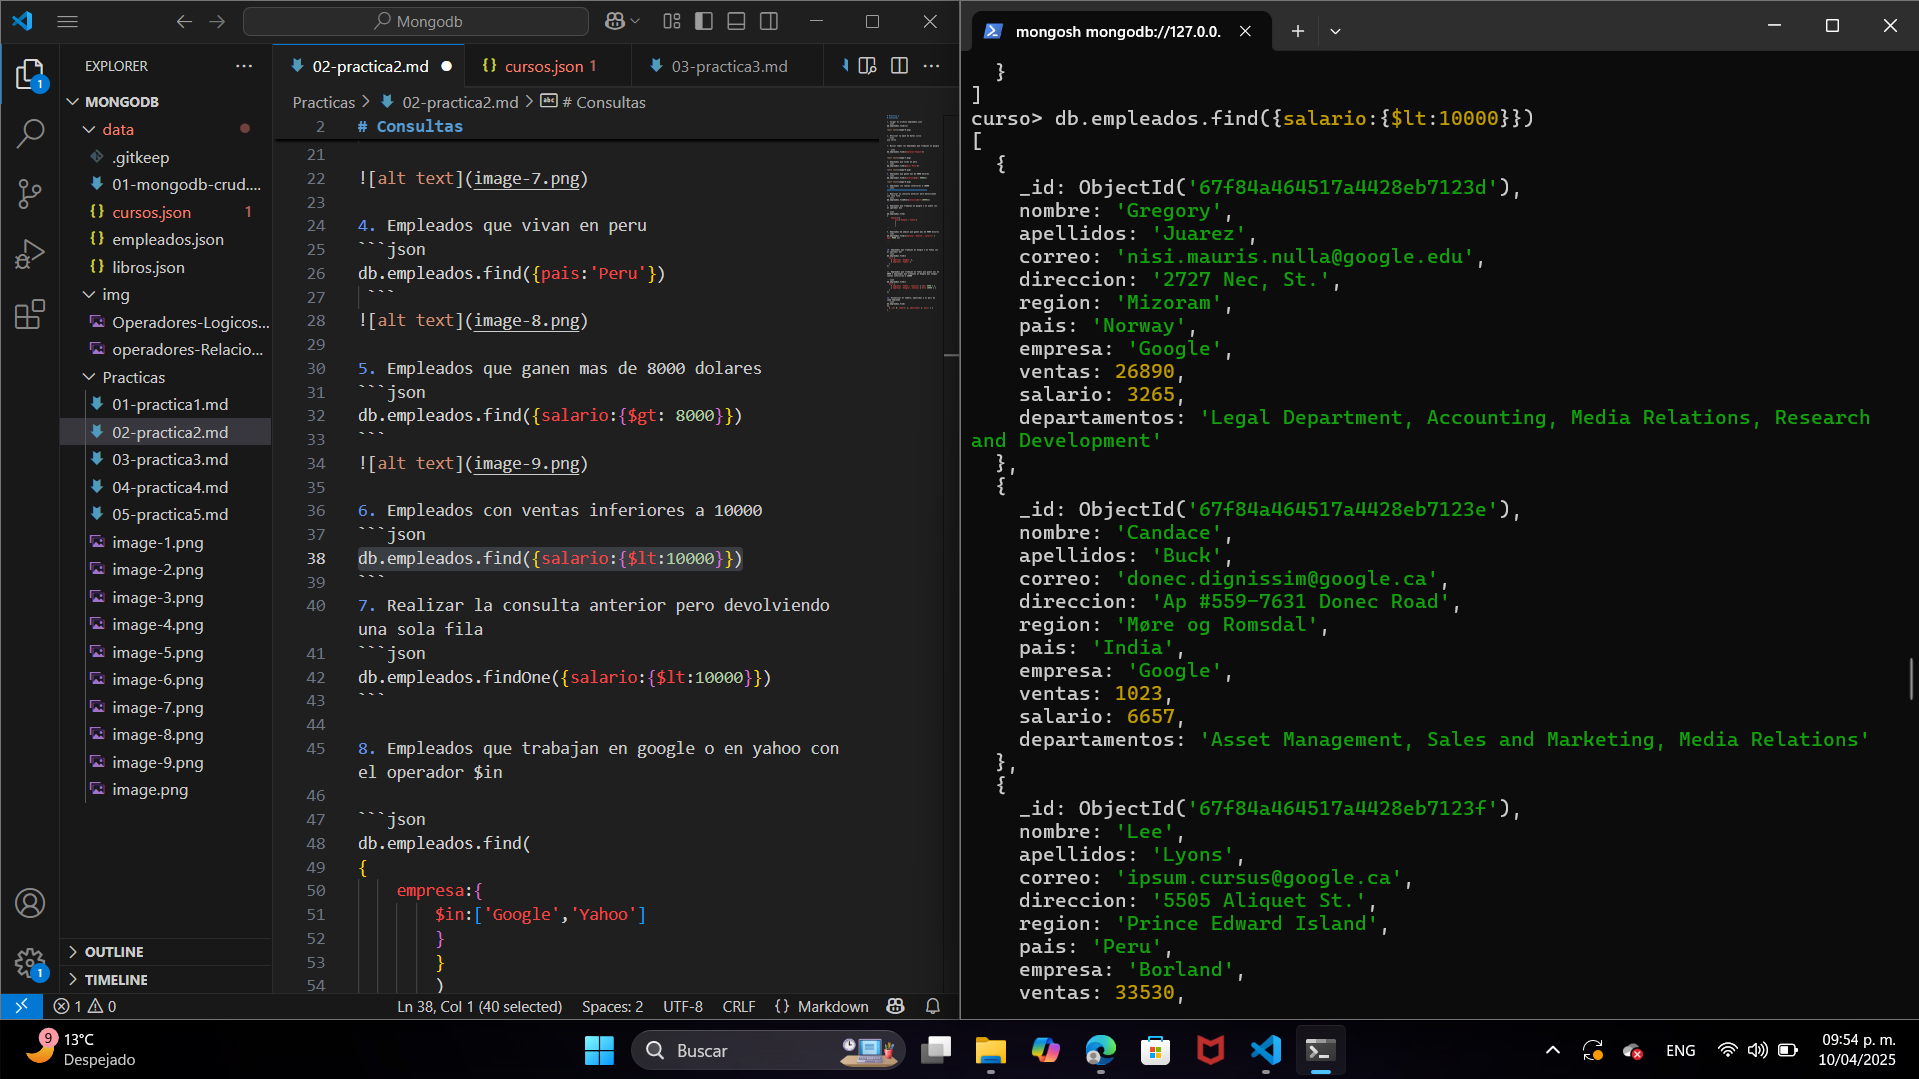 Mongodb
EXPLORER
MONGODB
data
.gitkeep
01-mongodb-crud....
cursos.json 1
empleados.json
libros.json
img
Operadores-Logicos...
operadores-Relacio...
Practicas
01-practica1.md
02-practica2.md
03-practica3.md
04-practica4.md
05-practica5.md
image-1.png
image-2.png
image-3.png
image-4.png
image-5.png
image-6.png
image-7.png
image-8.png
image-9.png
image.png
OUTLINE
TIMELINE
1
1
02-practica2.md
cursos.json 1
03-practica3.md
Practicas > 02-practica2.md > # Consultas
2 # Consultas
21
22 ![alt text](image-7.png)
23
24 4. Empleados que vivan en peru
25 ```json
26 db.empleados.find({pais:'Peru'})
27 ```
28 ![alt text](image-8.png)
29
30 5. Empleados que ganen mas de 8000 dolares
31 ```json
32 db.empleados.find({salario:{$gt: 8000}})
33 ```
34 ![alt text](image-9.png)
35
36 6. Empleados con ventas inferiores a 10000
37 ```json
38 db.empleados.find({salario:{$lt:10000}})
39 ```
40 7. Realizar la consulta anterior pero devolviendo
una sola fila
41 ```json
42 db.empleados.findOne({salario:{$lt:10000}})
43 ```
44
45 8. Empleados que trabajan en google o en yahoo con
el operador $in
46
47 ```json
48 db.empleados.find(
49 {
50 empresa:{
51 $in:['Google','Yahoo']
52 }
53 }
54 )
1 0
Ln 38, Col 1 (40 selected) Spaces: 2 UTF-8 CRLF {} Markdown
mongosh mongodb://127.0.0.
}
]
curso> db.empleados.find({salario:{$lt:10000}})
[
{
_id: ObjectId('67f84a464517a4428eb7123d'),
nombre: 'Gregory',
apellidos: 'Juarez',
correo: 'nisi.mauris.nulla@google.edu',
direccion: '2727 Nec, St.',
region: 'Mizoram',
pais: 'Norway',
empresa: 'Google',
ventas: 26890,
salario: 3265,
departamentos: 'Legal Department, Accounting, Media Relations, Research
and Development'
},
{
_id: ObjectId('67f84a464517a4428eb7123e'),
nombre: 'Candace',
apellidos: 'Buck',
correo: 'donec.dignissim@google.ca',
direccion: 'Ap #559-7631 Donec Road',
region: 'Møre og Romsdal',
pais: 'India',
empresa: 'Google',
ventas: 1023,
salario: 6657,
departamentos: 'Asset Management, Sales and Marketing, Media Relations'
},
{
_id: ObjectId('67f84a464517a4428eb7123f'),
nombre: 'Lee',
apellidos: 'Lyons',
correo: 'ipsum.cursus@google.ca',
direccion: '5505 Aliquet St.',
region: 'Prince Edward Island',
pais: 'Peru',
empresa: 'Borland',
ventas: 33530,
9
13°C
Despejado
Buscar
ENG
09:54 p. m.
10/04/2025